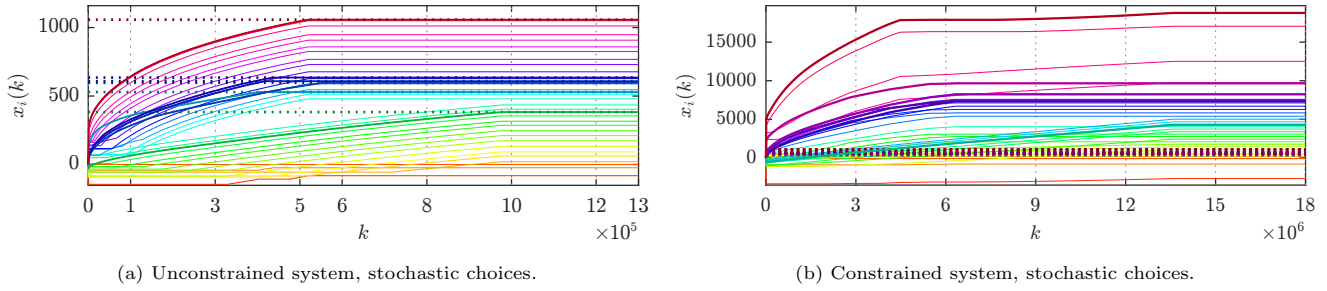 1000
500
0
x_i(k)
0 1 3 5 6 8 10 12 13
k
×10^5
(a) Unconstrained system, stochastic choices.
15000
10000
5000
0
x_i(k)
0 3 6 9 12 15 18
k
×10^6
(b) Constrained system, stochastic choices.